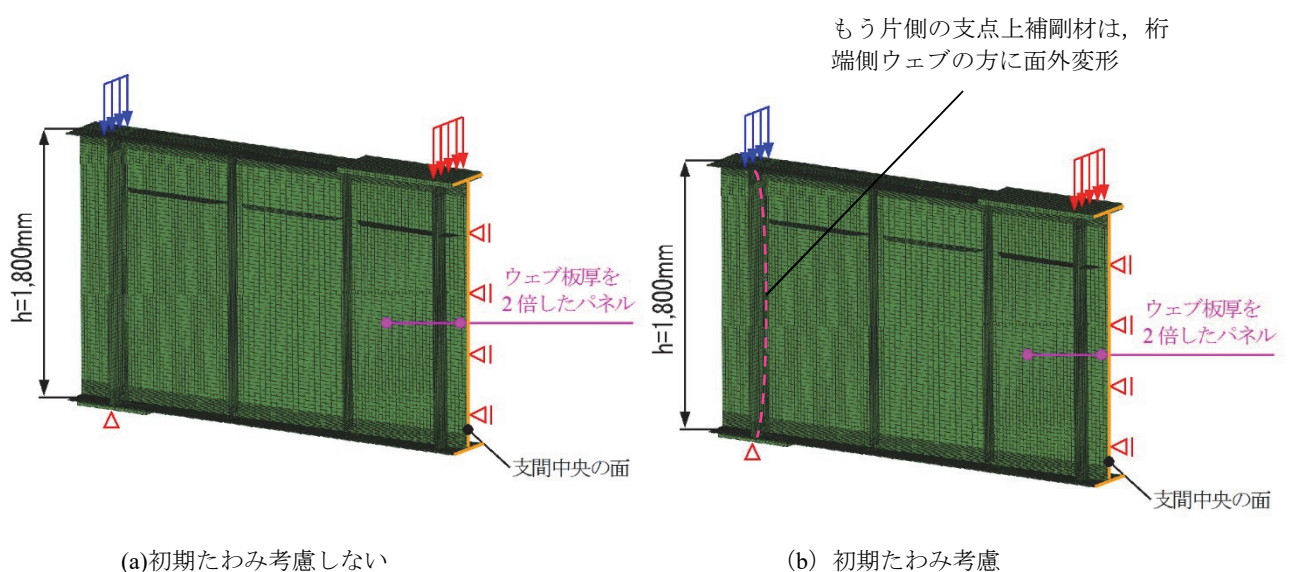 もう片側の支点上補剛材は，桁
端側ウェブの方に面外変形
h=1,800mm
ウェブ板厚を
2倍したパネル
支間中央の面
(a)初期たわみ考慮しない
h=1,800mm
ウェブ板厚を
2倍したパネル
支間中央の面
（b）初期たわみ考慮